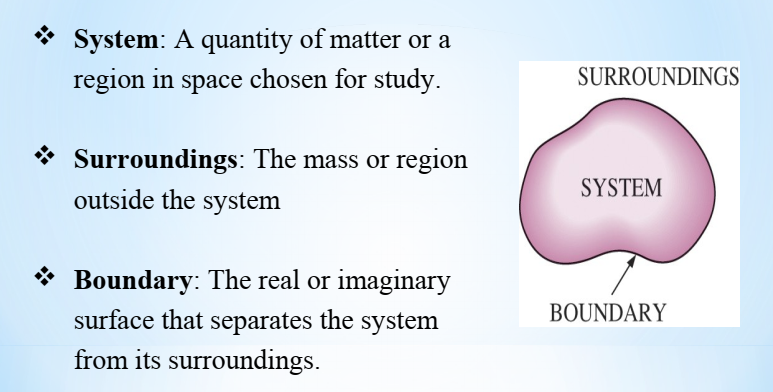 ❖ System: A quantity of matter or a
region in space chosen for study.
❖ Surroundings: The mass or region
outside the system
❖ Boundary: The real or imaginary
surface that separates the system
from its surroundings.
SURROUNDINGS
SYSTEM
BOUNDARY